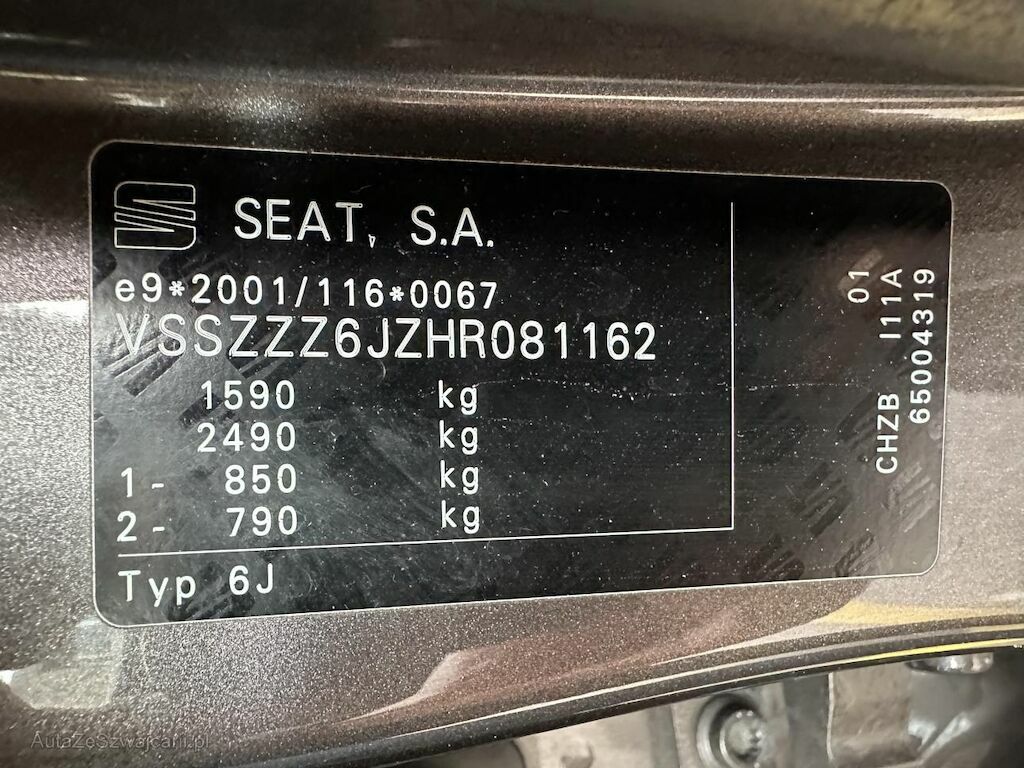 SEAT, S.A.
e9*2001/116*0067
VSSZZZ6JZHR081162
1590 kg
2490 kg
1- 850 kg
2- 790 kg
Typ 6J
01
CHZB I11A
65004319
AutaZeSzwajcarii.pl